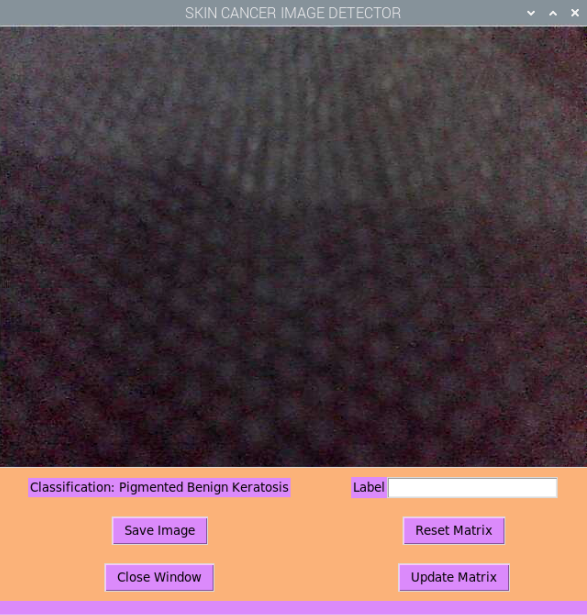 SKIN CANCER IMAGE DETECTOR
Classification: Pigmented Benign Keratosis
Label
Save Image
Reset Matrix
Close Window
Update Matrix